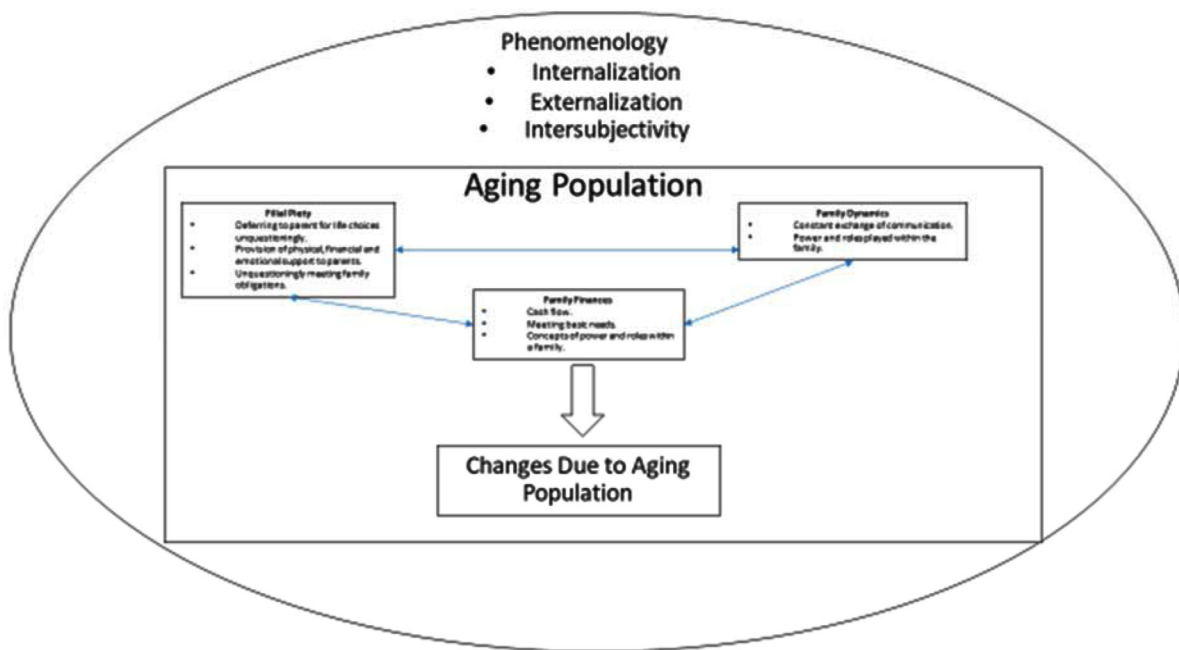 Phenomenology
• Internalization
• Externalization
• Intersubjectivity
Aging Population
Filial Piety
• Deferring to parent for life choices
unquestioningly.
• Provision of physical, financial and
emotional support to parents.
• Unquestioningly meeting family
obligations.
Family Dynamics
• Constant exchange of communication.
• Power and roles played within the
family.
Family Finances
• Cash flow.
• Meeting basic needs.
• Concepts of power and roles within
a family.
Changes Due to Aging
Population